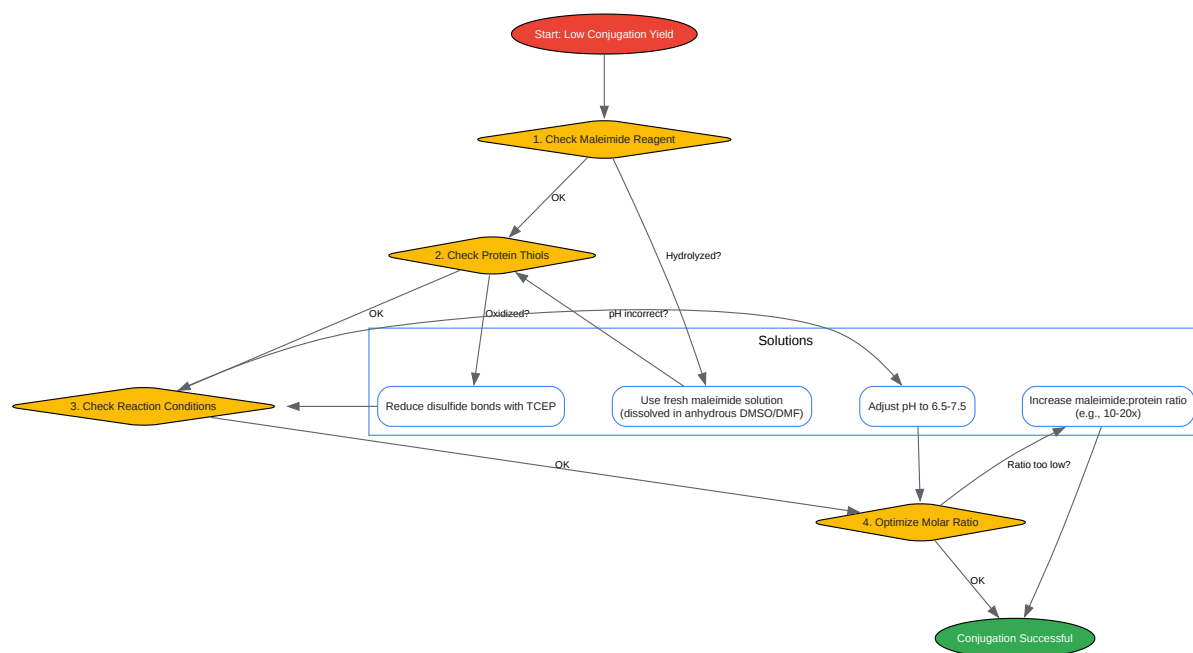 Start: Low Conjugation Yield
1. Check Maleimide Reagent
OK
2. Check Protein Thiols
Hydrolyzed?
OK
Oxidized?
pH incorrect?
Solutions
3. Check Reaction Conditions
Reduce disulfide bonds with TCEP
Use fresh maleimide solution
(dissolved in anhydrous DMSO/DMF)
Adjust pH to 6.5-7.5
Increase maleimide:protein ratio
(e.g., 10-20x)
OK
Ratio too low?
4. Optimize Molar Ratio
OK
Conjugation Successful